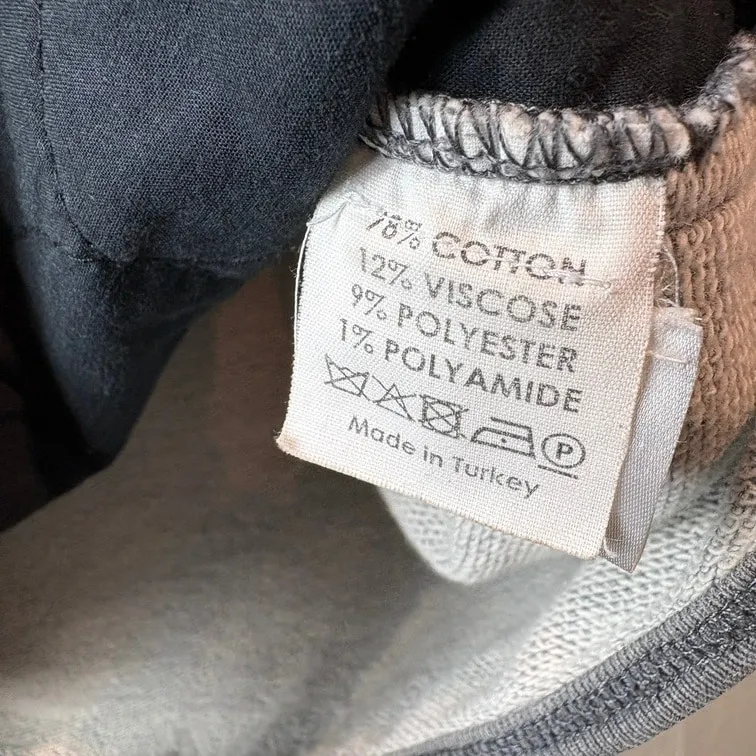 78% COTTON
12% VISCOSE
9% POLYESTER
1% POLYAMIDE
P
Made in Turkey